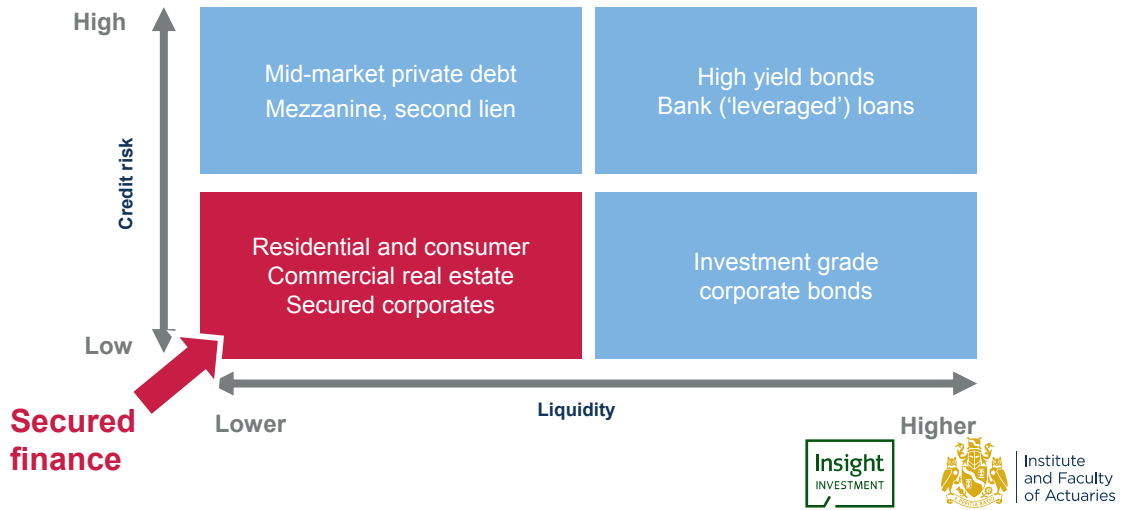 High
Credit risk
Low
Mid-market private debt
Mezzanine, second lien
High yield bonds
Bank (‘leveraged’) loans
Residential and consumer
Commercial real estate
Secured corporates
Investment grade
corporate bonds
Secured
finance
Lower
Liquidity
Higher
Insight
INVESTMENT
Institute
and Faculty
of Actuaries